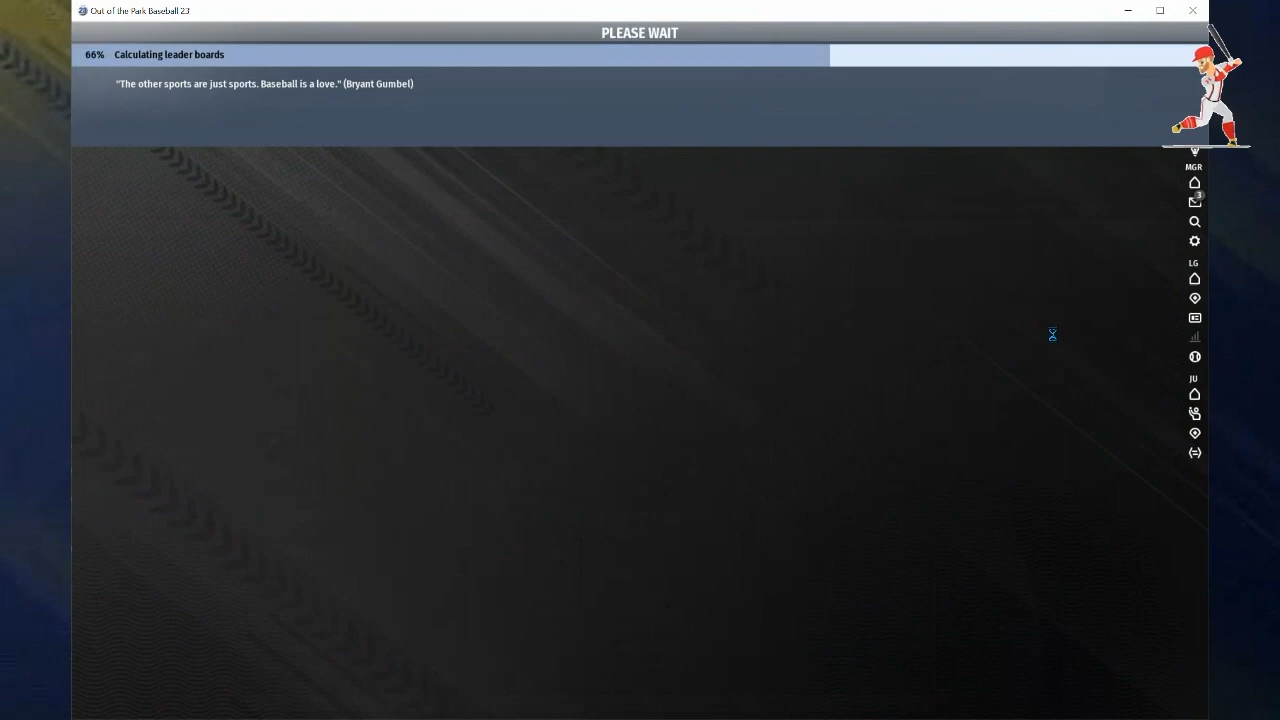 Out of the Park Baseball 23
PLEASE WAIT
66% Calculating leader boards
"The other sports are just sports. Baseball is a love." (Bryant Gumbel)
MGR
3
LG
JU